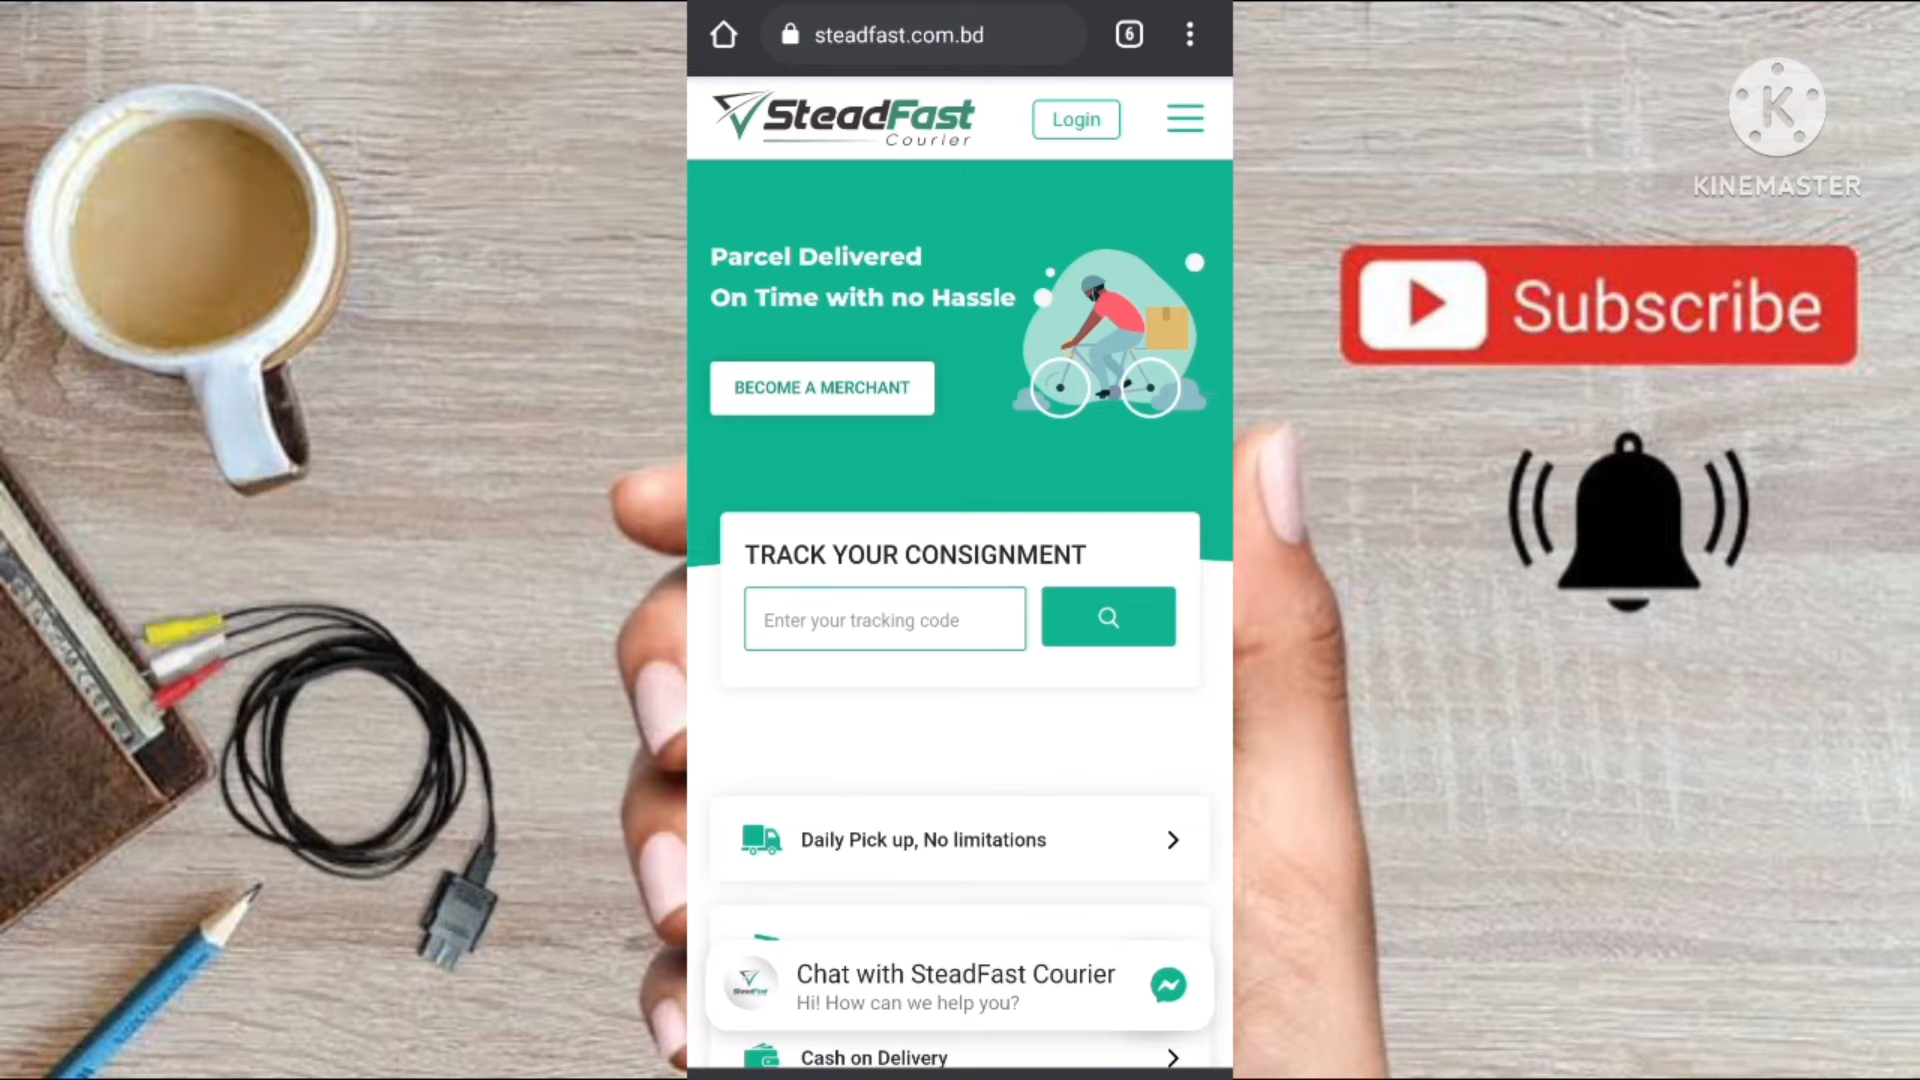 6
steadfast.com.bd
SteadFast
Courier
Login
KINEMASTER
Parcel Delivered
On Time with no Hassle
BECOME A MERCHANT
Subscribe
TRACK YOUR CONSIGNMENT
Enter your tracking code
Daily Pick up, No limitations
Chat with SteadFast Courier
Hi! How can we help you?
Cash on Delivery